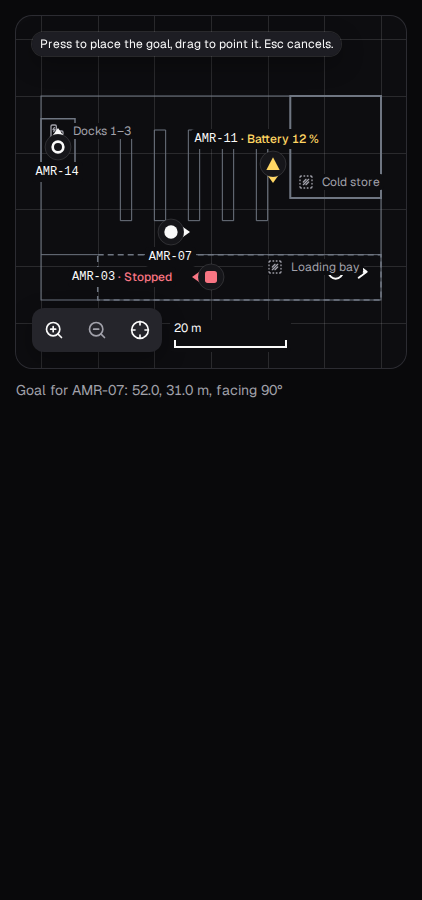 Press to place the goal, drag to point it. Esc cancels.
AMR-11 · Battery 12 %
Docks 1–3
AMR-14
Cold store
AMR-07
Loading bay
AMR-03 · Stopped
20 m
Goal for AMR-07: 52.0, 31.0 m, facing 90°